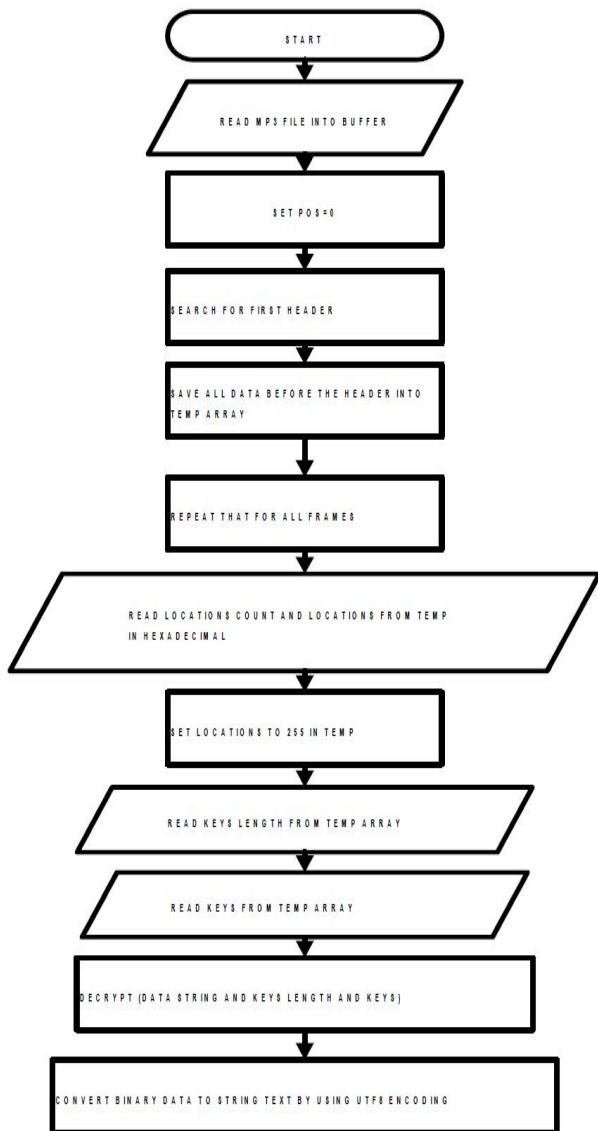 START
READ MP3 FILE INTO BUFFER
SET POS=0
SEARCH FOR FIRST HEADER
SAVE ALL DATA BEFORE THE HEADER INTO
TEMP ARRAY
REPEAT THAT FOR ALL FRAMES
READ LOCATIONS COUNT AND LOCATIONS FROM TEMP
IN HEXADECIMAL
SET LOCATIONS TO 255 IN TEMP
READ KEYS LENGTH FROM TEMP ARRAY
READ KEYS FROM TEMP ARRAY
DECRYPT (DATA STRING AND KEYS LENGTH AND KEYS)
CONVERT BINARY DATA TO STRING TEXT BY USING UTF8 ENCODING